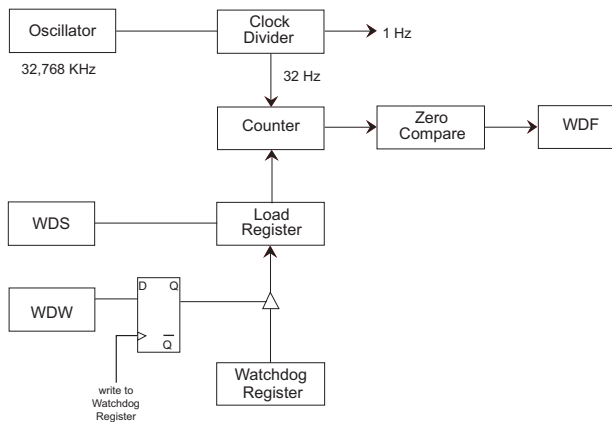 Oscillator
Clock
Divider
1 Hz
32,768 KHz
32 Hz
Counter
Zero
Compare
WDF
WDS
Load
Register
D Q
WDW
Q
Watchdog
Register
write to
Watchdog
Register